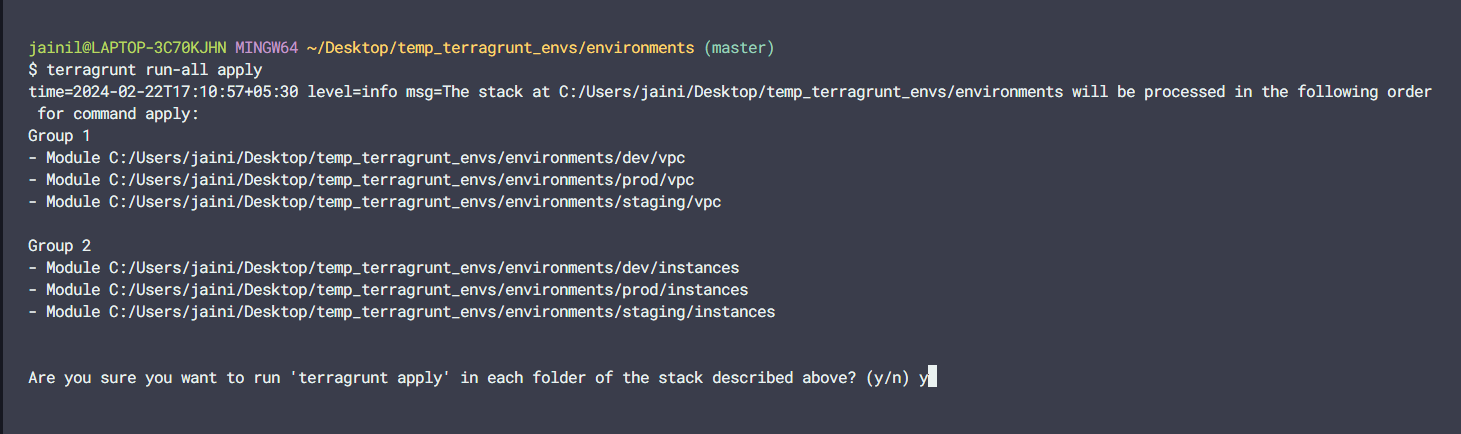 jainil@LAPTOP-3C70KJHN MINGW64 ~/Desktop/temp_terragrunt_envs/environments (master)
$ terragrunt run-all apply
time=2024-02-22T17:10:57+05:30 level=info msg=The stack at C:/Users/jaini/Desktop/temp_terragrunt_envs/environments will be processed in the following order
for command apply:
Group 1
- Module C:/Users/jaini/Desktop/temp_terragrunt_envs/environments/dev/vpc
- Module C:/Users/jaini/Desktop/temp_terragrunt_envs/environments/prod/vpc
- Module C:/Users/jaini/Desktop/temp_terragrunt_envs/environments/staging/vpc
Group 2
- Module C:/Users/jaini/Desktop/temp_terragrunt_envs/environments/dev/instances
- Module C:/Users/jaini/Desktop/temp_terragrunt_envs/environments/prod/instances
- Module C:/Users/jaini/Desktop/temp_terragrunt_envs/environments/staging/instances
Are you sure you want to run 'terragrunt apply' in each folder of the stack described above? (y/n) y